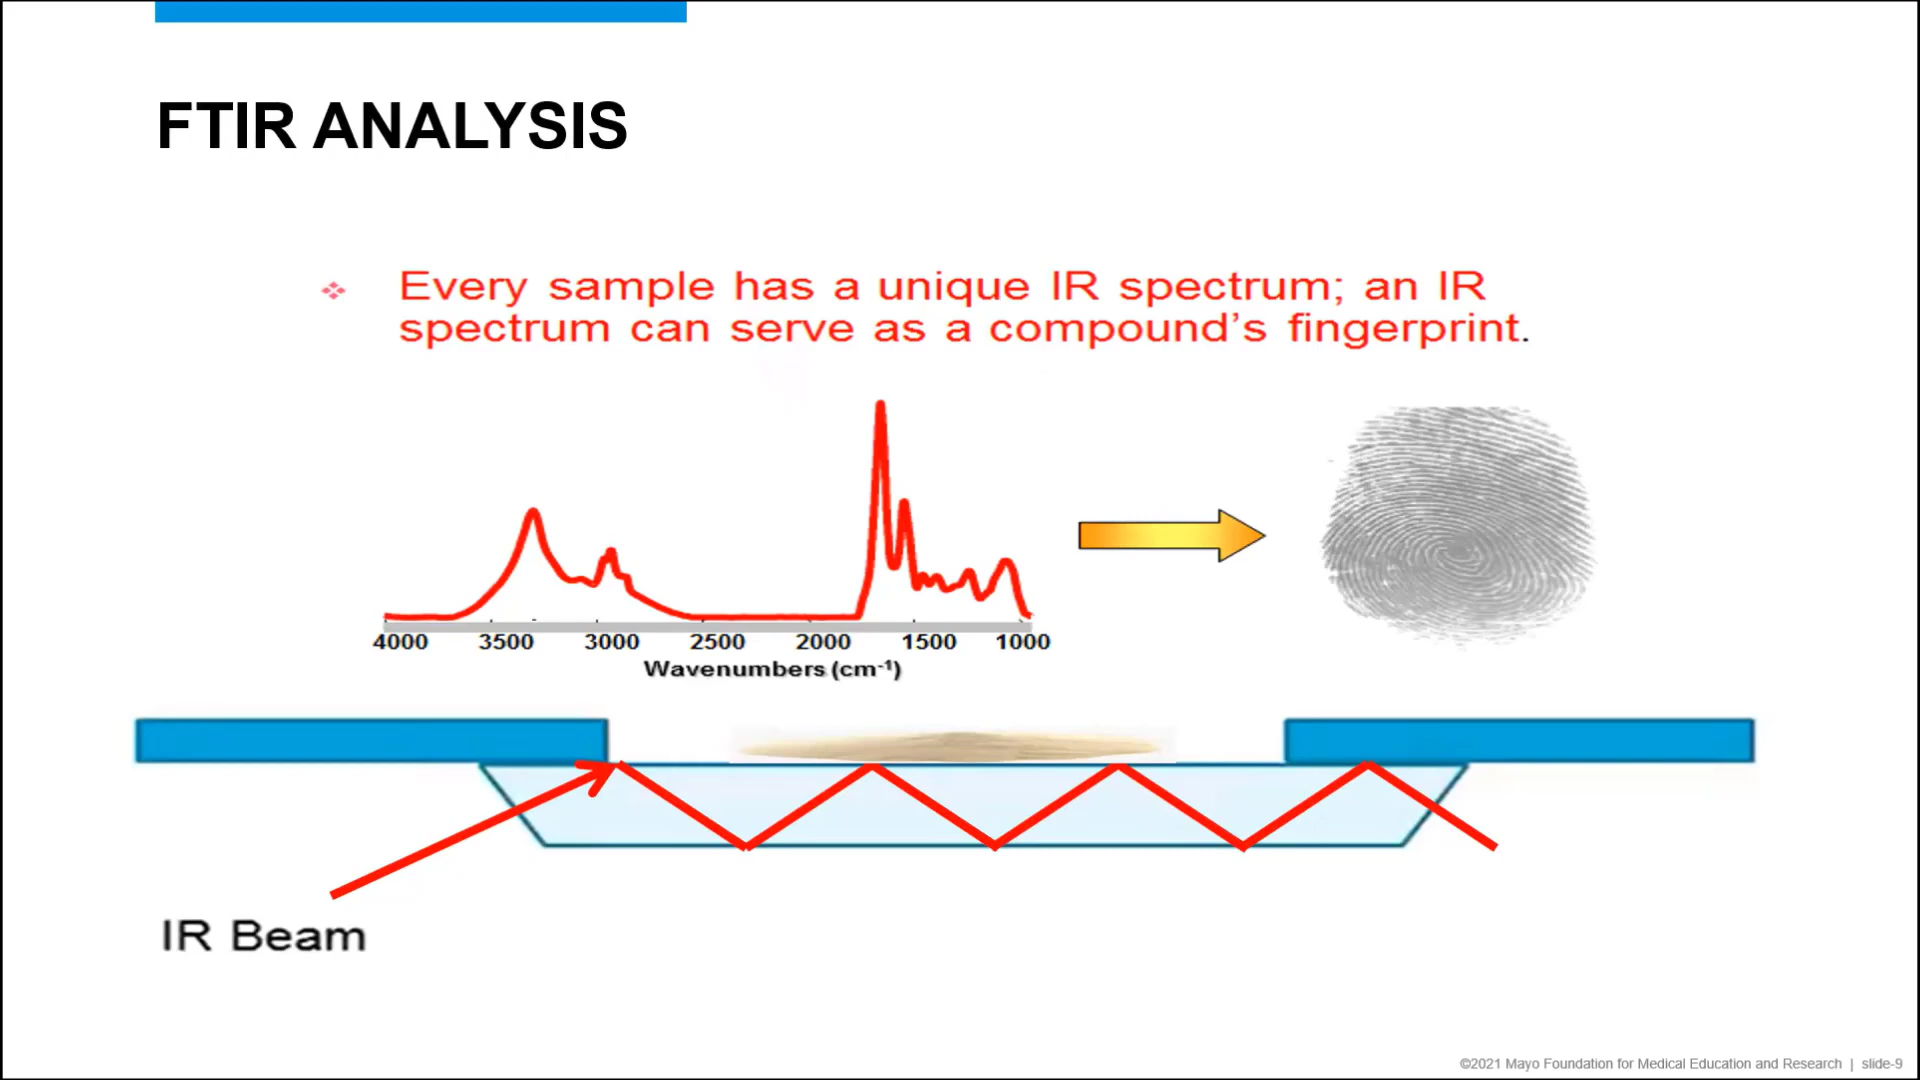 FTIR ANALYSIS
Every sample has a unique IR spectrum; an IR
spectrum can serve as a compound’s fingerprint.
4000 3500 3000 2500 2000 1500 1000
Wavenumbers (cm⁻¹)
IR Beam
©2021 Mayo Foundation for Medical Education and Research | slide-9